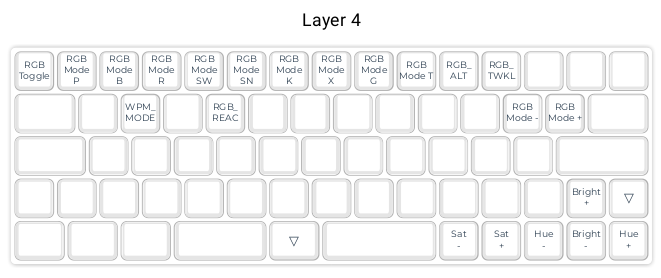 Layer 4
RGB Toggle
RGB Mode P
RGB Mode B
RGB Mode R
RGB Mode SW
RGB Mode SN
RGB Mode K
RGB Mode X
RGB Mode G
RGB Mode T
RGB_ ALT
RGB_ TWKL
WPM_ MODE
RGB_ REAC
RGB Mode -
RGB Mode +
Bright +
▽
▽
Sat -
Sat +
Hue -
Bright -
Hue +